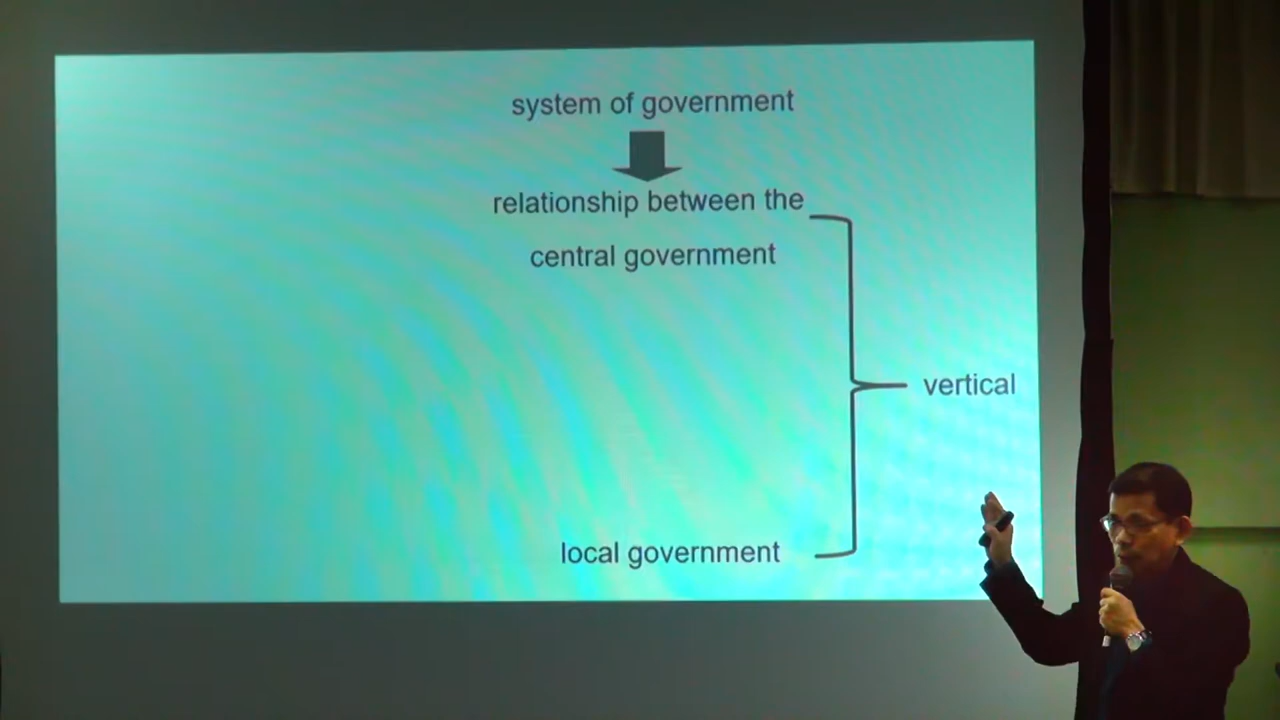 system of government
relationship between the
central government
vertical
local government